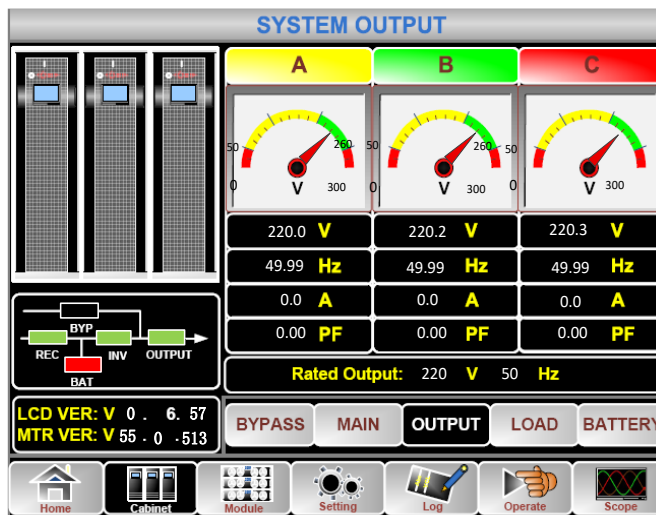 SYSTEM OUTPUT
A B C
50 260 50 260 50 260
0 V 300 0 V 300 0 V 300
220.0 V 220.2 V 220.3 V
49.99 Hz 49.99 Hz 49.99 Hz
0.0 A 0.0 A 0.0 A
0.00 PF 0.00 PF 0.00 PF
Rated Output: 220 V 50 Hz
BYP
REC INV OUTPUT
BAT
LCD VER: V 0 . 6. 57
MTR VER: V 55 . 0 .513
BYPASS MAIN OUTPUT LOAD BATTERY
Home Cabinet Module Setting Log Operate Scope